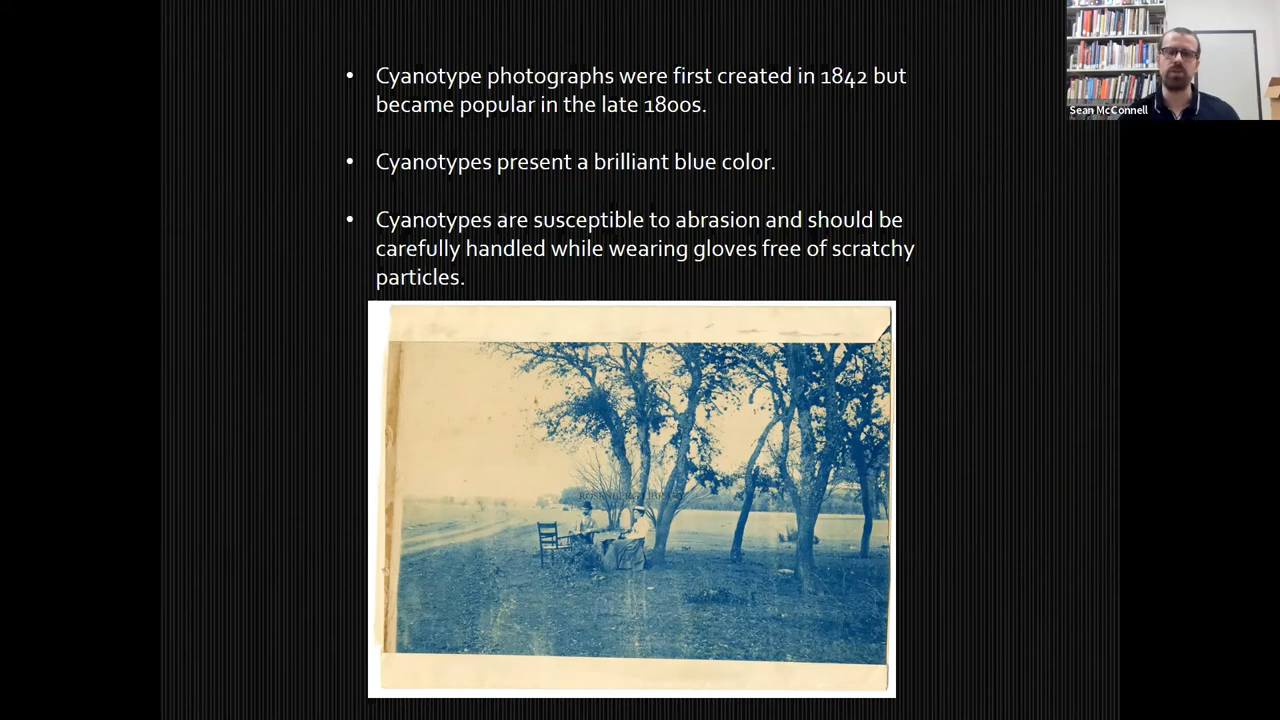 • Cyanotype photographs were first created in 1842 but
became popular in the late 1800s.
• Cyanotypes present a brilliant blue color.
• Cyanotypes are susceptible to abrasion and should be
carefully handled while wearing gloves free of scratchy
particles.
Sean McConnell
ROSENBERG LIBRARY